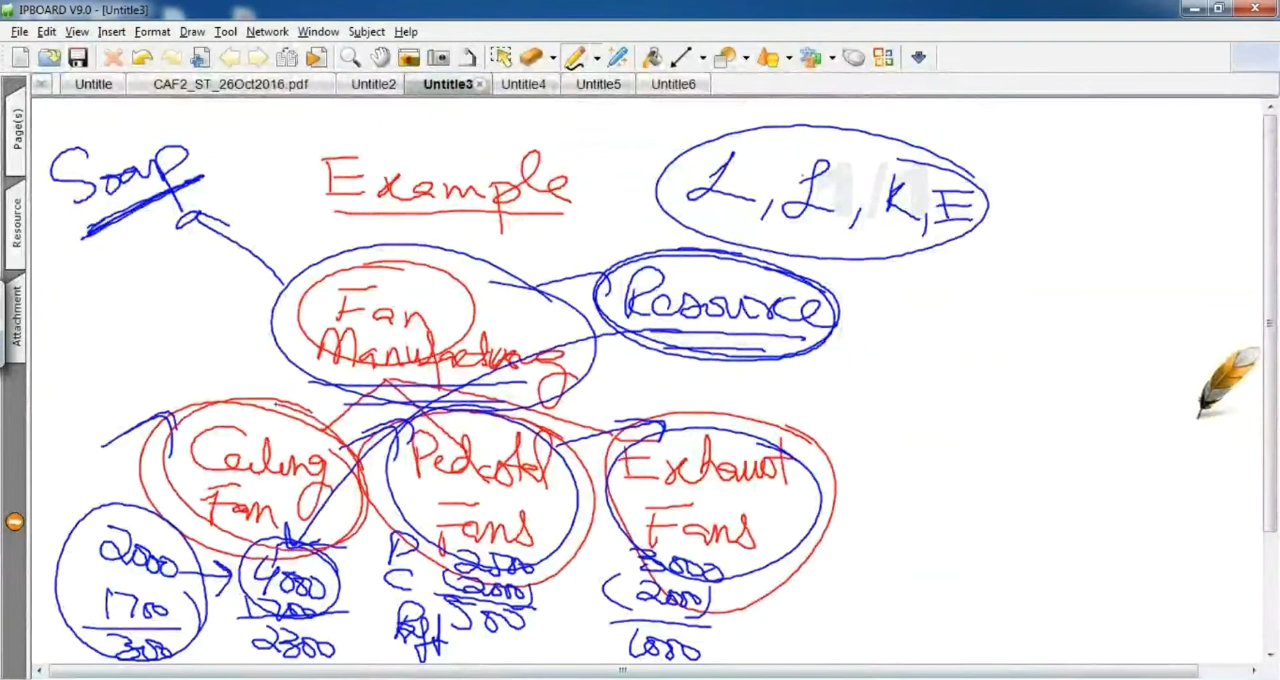 IPBOARD V9.0 - [Untitle3]
File Edit View Insert Format Draw Tool Network Window Subject Help
Untitle CAF2_ST_26Oct2016.pdf Untitle2 Untitle3 Untitle4 Untitle5 Untitle6
Page(s)
Resource
Attachment
Soap
Example
L, L, K, E
Fan
Manufacturing
Resource
Ceiling
Fan
Pedestal
Fans
Exhaust
Fans
2000
1700
300
4000
1700
2300
P 2500
C (2000)
500
3000
(2000)
1000